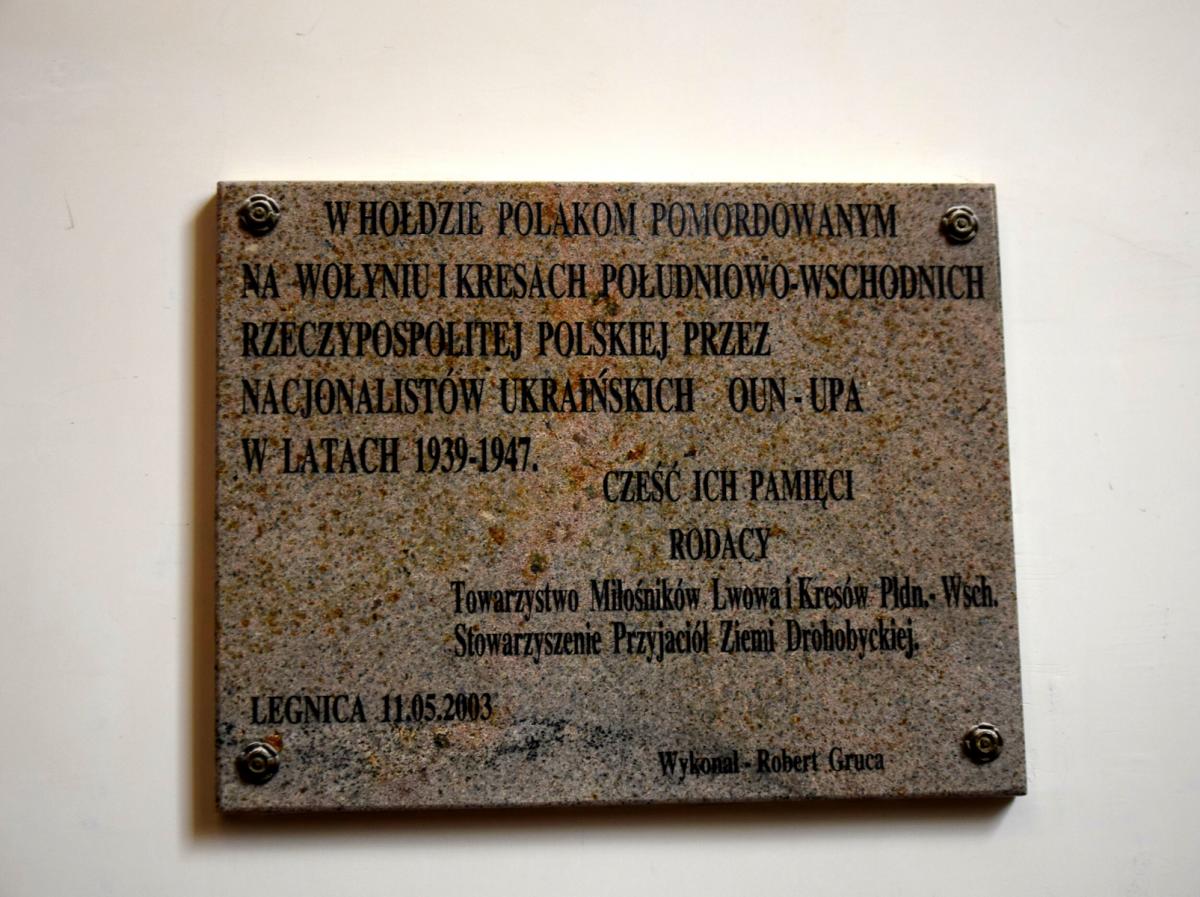 W HOŁDZIE POLAKOM POMORDOWANYM
NA WOŁYNIU I KRESACH POŁUDNIOWO-WSCHODNICH
RZECZYPOSPOLITEJ POLSKIEJ PRZEZ
NACJONALISTÓW UKRAIŃSKICH OUN - UPA
W LATACH 1939-1947.
CZEŚĆ ICH PAMIĘCI
RODACY
Towarzystwo Miłośników Lwowa i Kresów Płdn.- Wsch.
Stowarzyszenie Przyjaciół Ziemi Drohobyckiej.
LEGNICA 11.05.2003
Wykonał - Robert Gruca